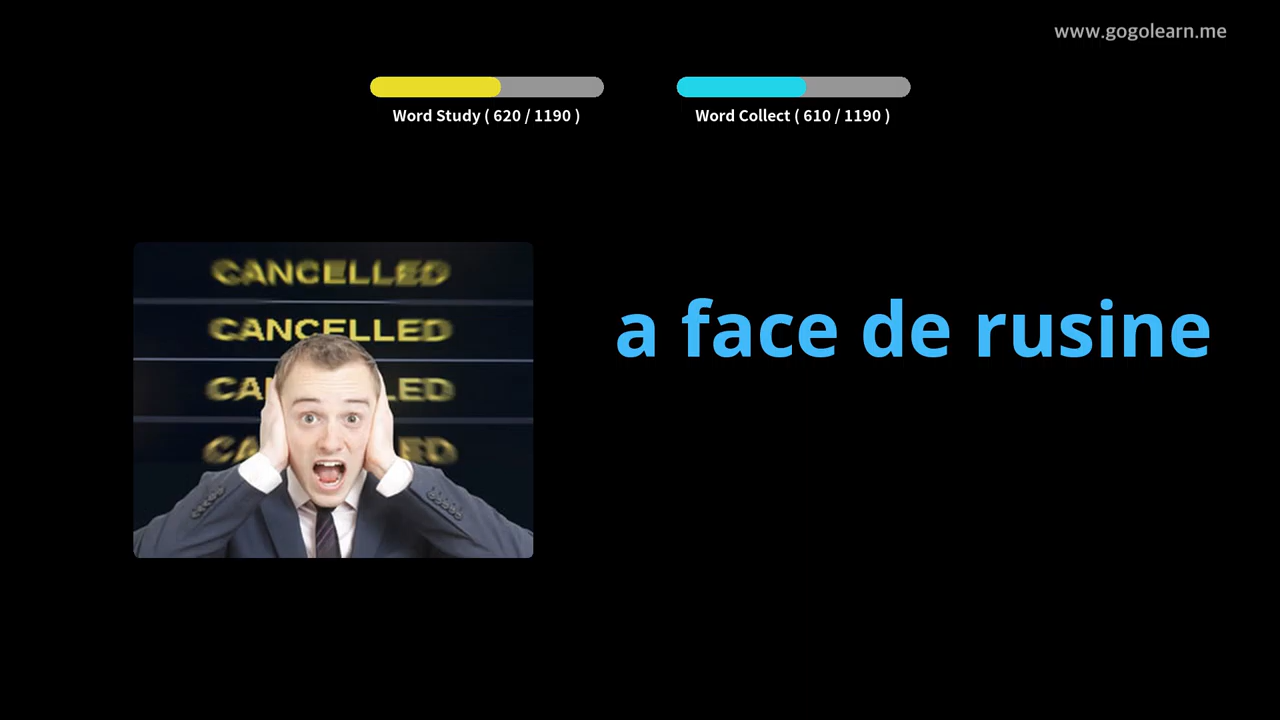 www.gogolearn.me
Word Study ( 620 / 1190 )
Word Collect ( 610 / 1190 )
CANCELLED
CANCELLED
a face de rusine